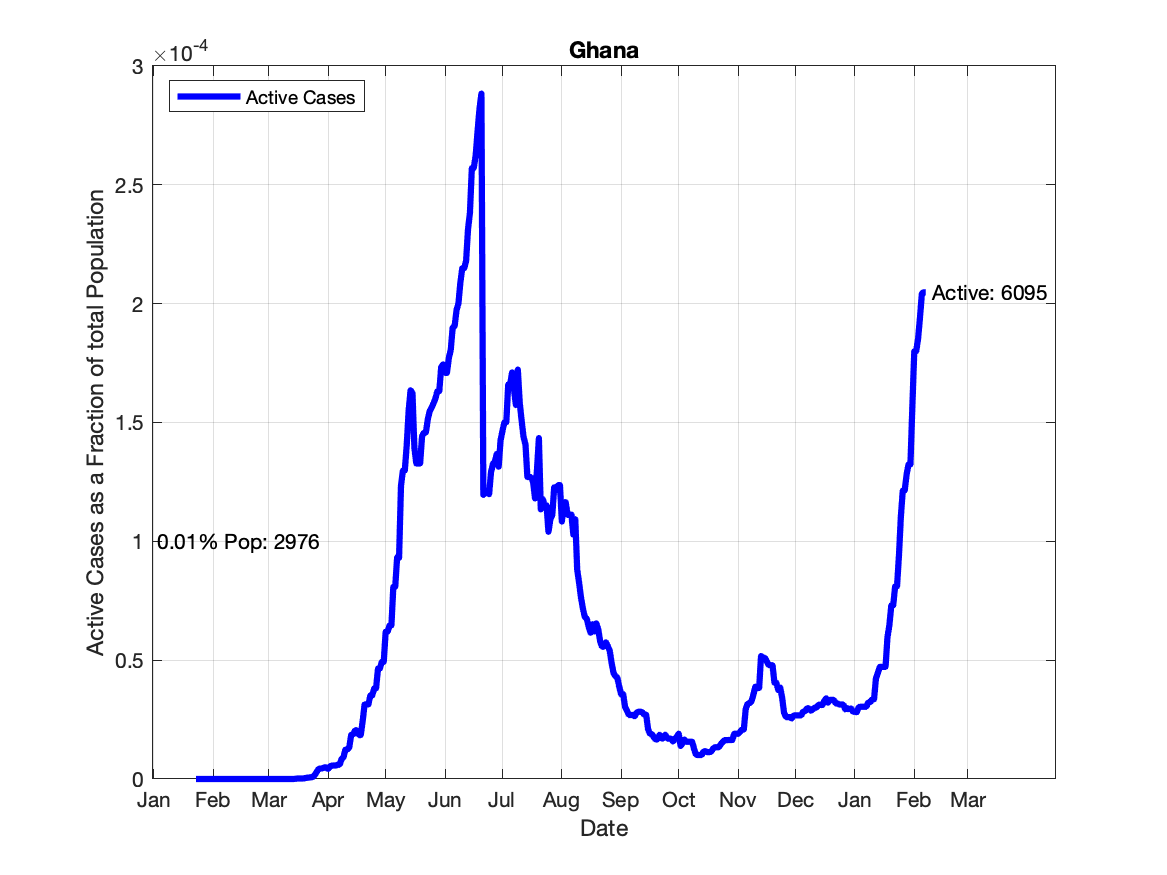 Ghana
×10-4
3
2.5
2
1.5
1
0.5
0
Active Cases as a Fraction of total Population
Active Cases
Active: 6095
0.01% Pop: 2976
Jan Feb Mar Apr May Jun Jul Aug Sep Oct Nov Dec Jan Feb Mar
Date